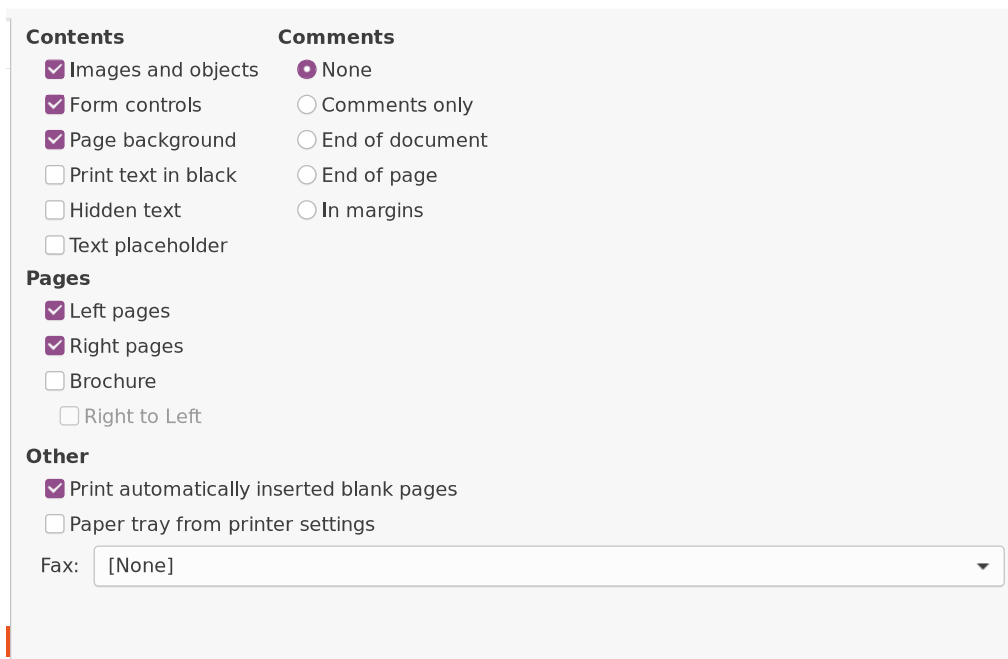 Contents
Images and objects
Form controls
Page background
Print text in black
Hidden text
Text placeholder
Comments
None
Comments only
End of document
End of page
In margins
Pages
Left pages
Right pages
Brochure
Right to Left
Other
Print automatically inserted blank pages
Paper tray from printer settings
Fax: [None]